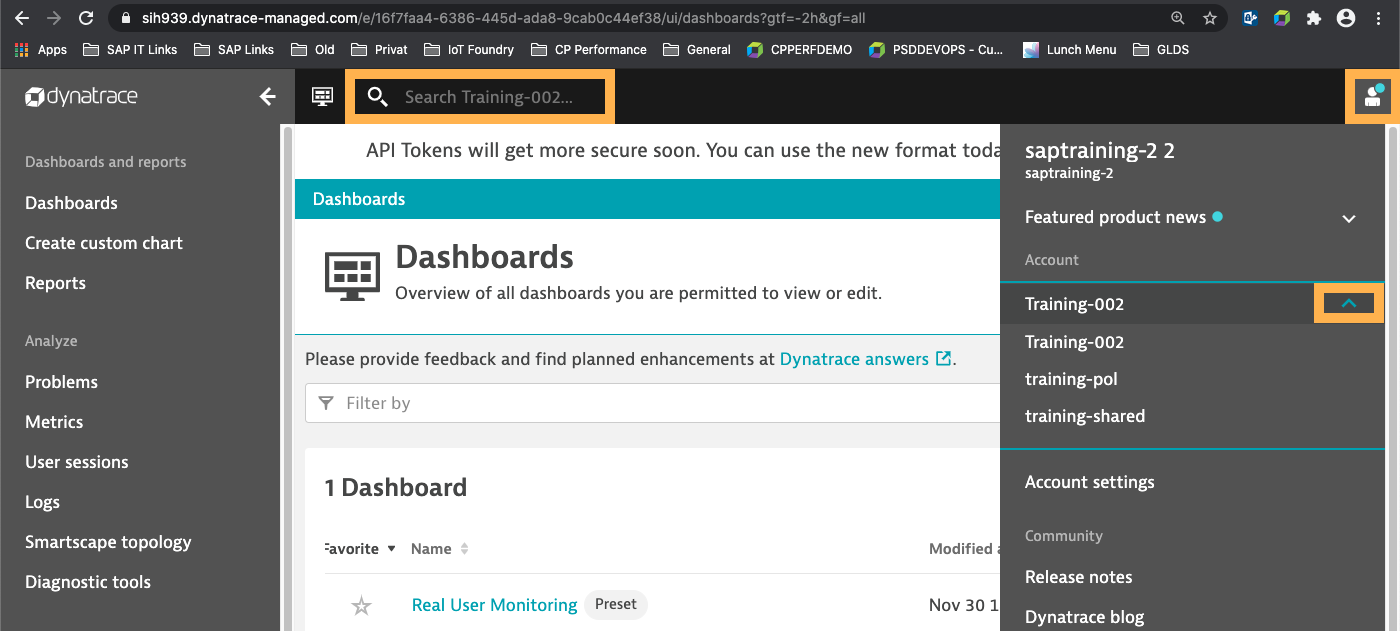 sih939.dynatrace-managed.com/e/16f7faa4-6386-445d-ada8-9cab0c44ef38/ui/dashboards?gtf=-2h&gf=all
Apps SAP IT Links SAP Links Old Privat IoT Foundry CP Performance General CPPERFDEMO PSDDEVOPS - Cu... Lunch Menu GLDS
dynatrace
Search Training-002...
Dashboards and reports
Dashboards
Create custom chart
Reports
Analyze
Problems
Metrics
User sessions
Logs
Smartscape topology
Diagnostic tools
API Tokens will get more secure soon. You can use the new format toda
Dashboards
Dashboards
Overview of all dashboards you are permitted to view or edit.
Please provide feedback and find planned enhancements at Dynatrace answers.
Filter by
1 Dashboard
Favorite Name Modified a
Real User Monitoring Preset Nov 30 1
saptraining-2 2
saptraining-2
Featured product news
Account
Training-002
Training-002
training-pol
training-shared
Account settings
Community
Release notes
Dynatrace blog